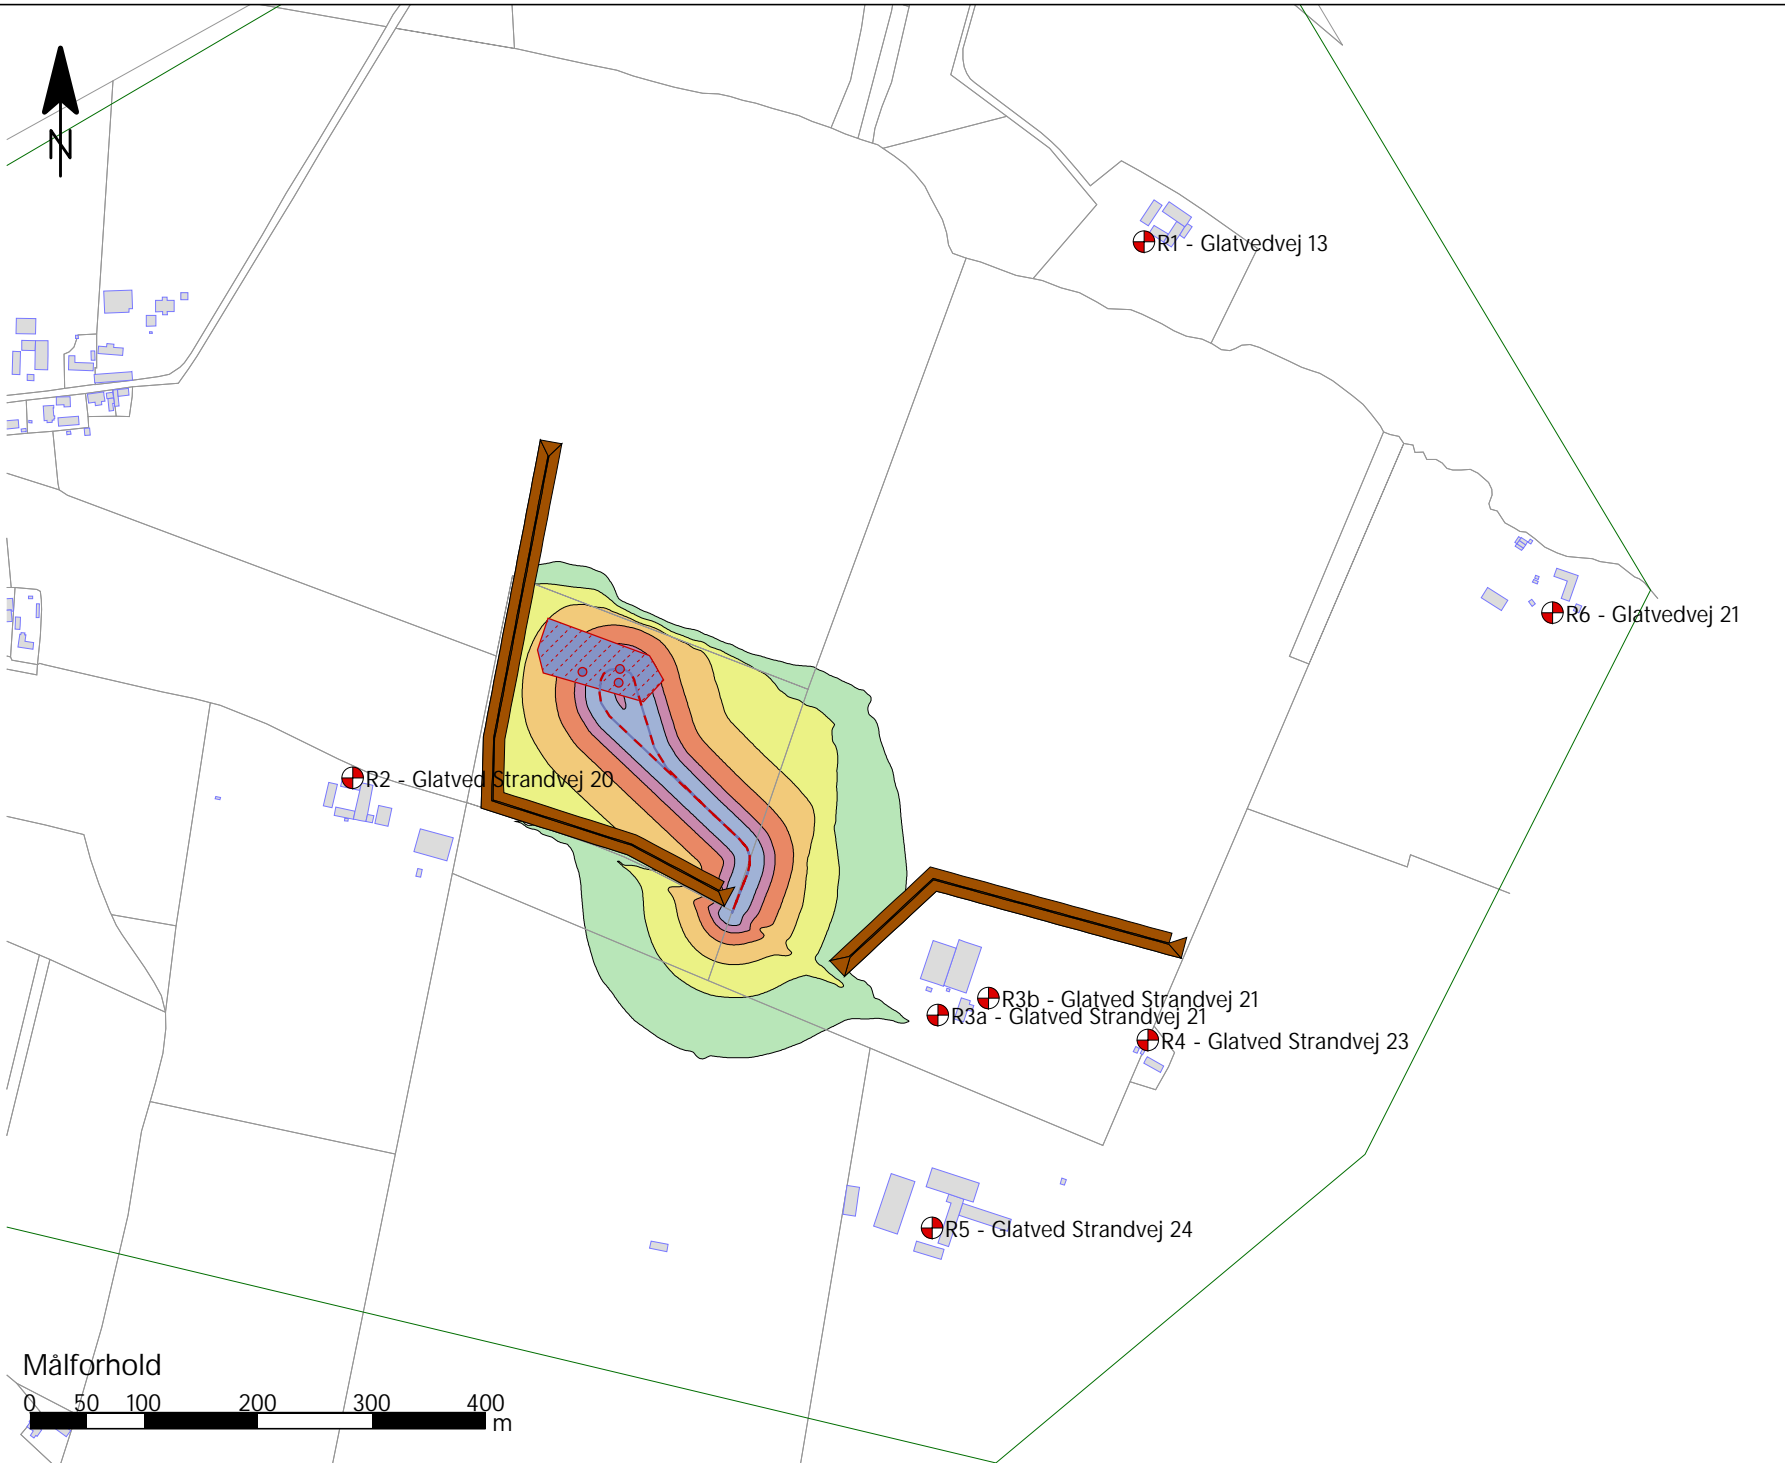 N
R1 - Glatvedvej 13
R6 - Glatvedvej 21
R2 - Glatved Strandvej 20
R3b - Glatved Strandvej 21
R3a - Glatved Strandvej 21
R4 - Glatved Strandvej 23
R5 - Glatved Strandvej 24
Målforhold
0 50 100 200 300 400
m